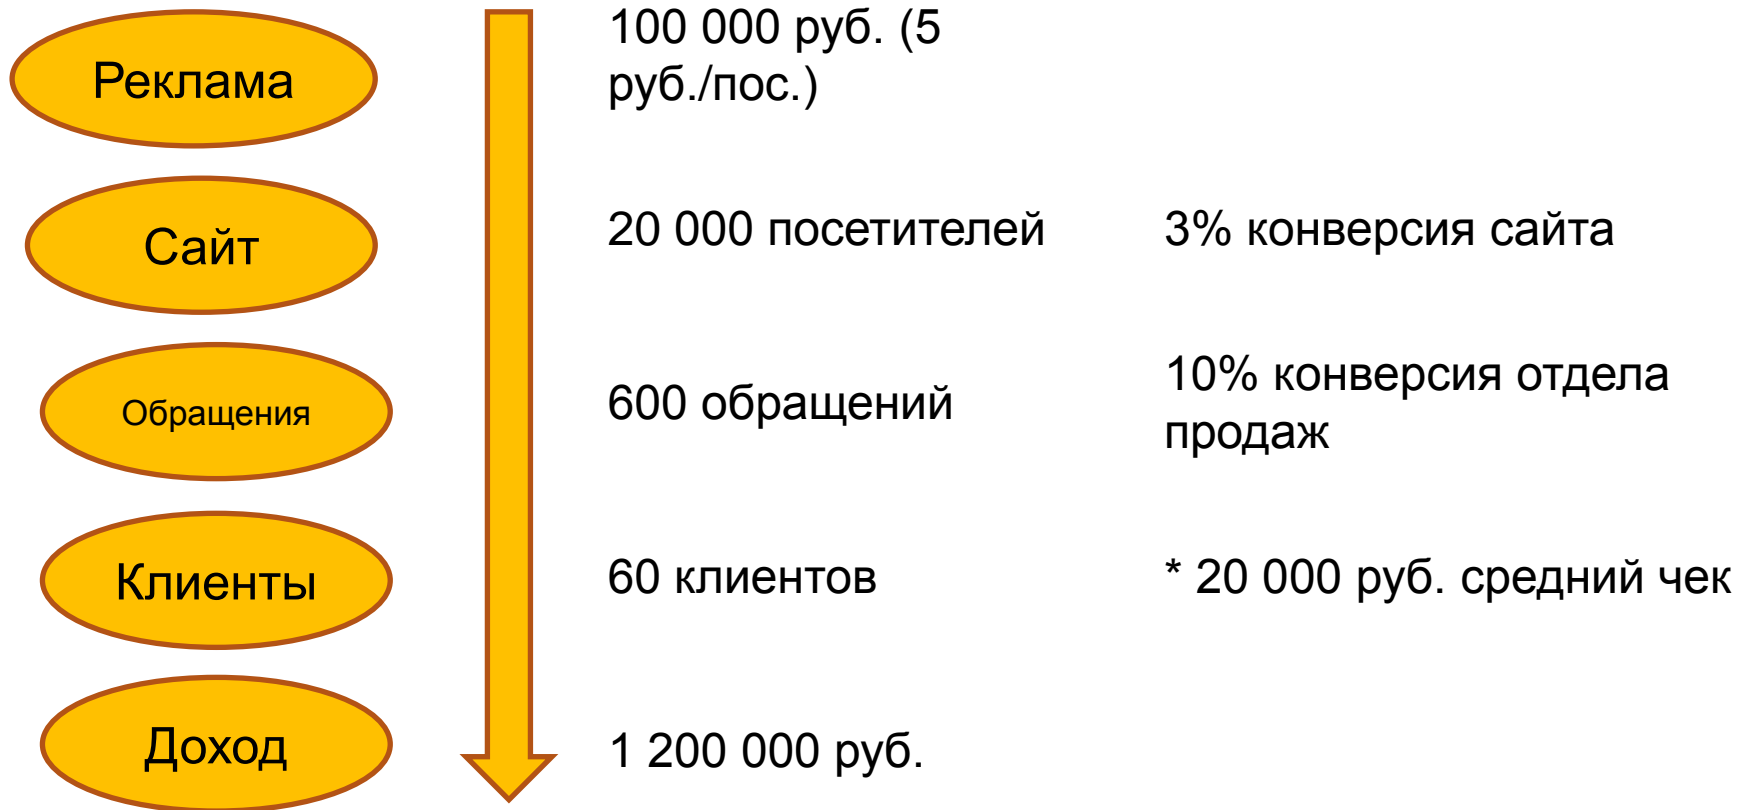 Реклама
100 000 руб. (5
руб./пос.)
Сайт
20 000 посетителей
3% конверсия сайта
Обращения
600 обращений
10% конверсия отдела
продаж
Клиенты
60 клиентов
* 20 000 руб. средний чек
Доход
1 200 000 руб.